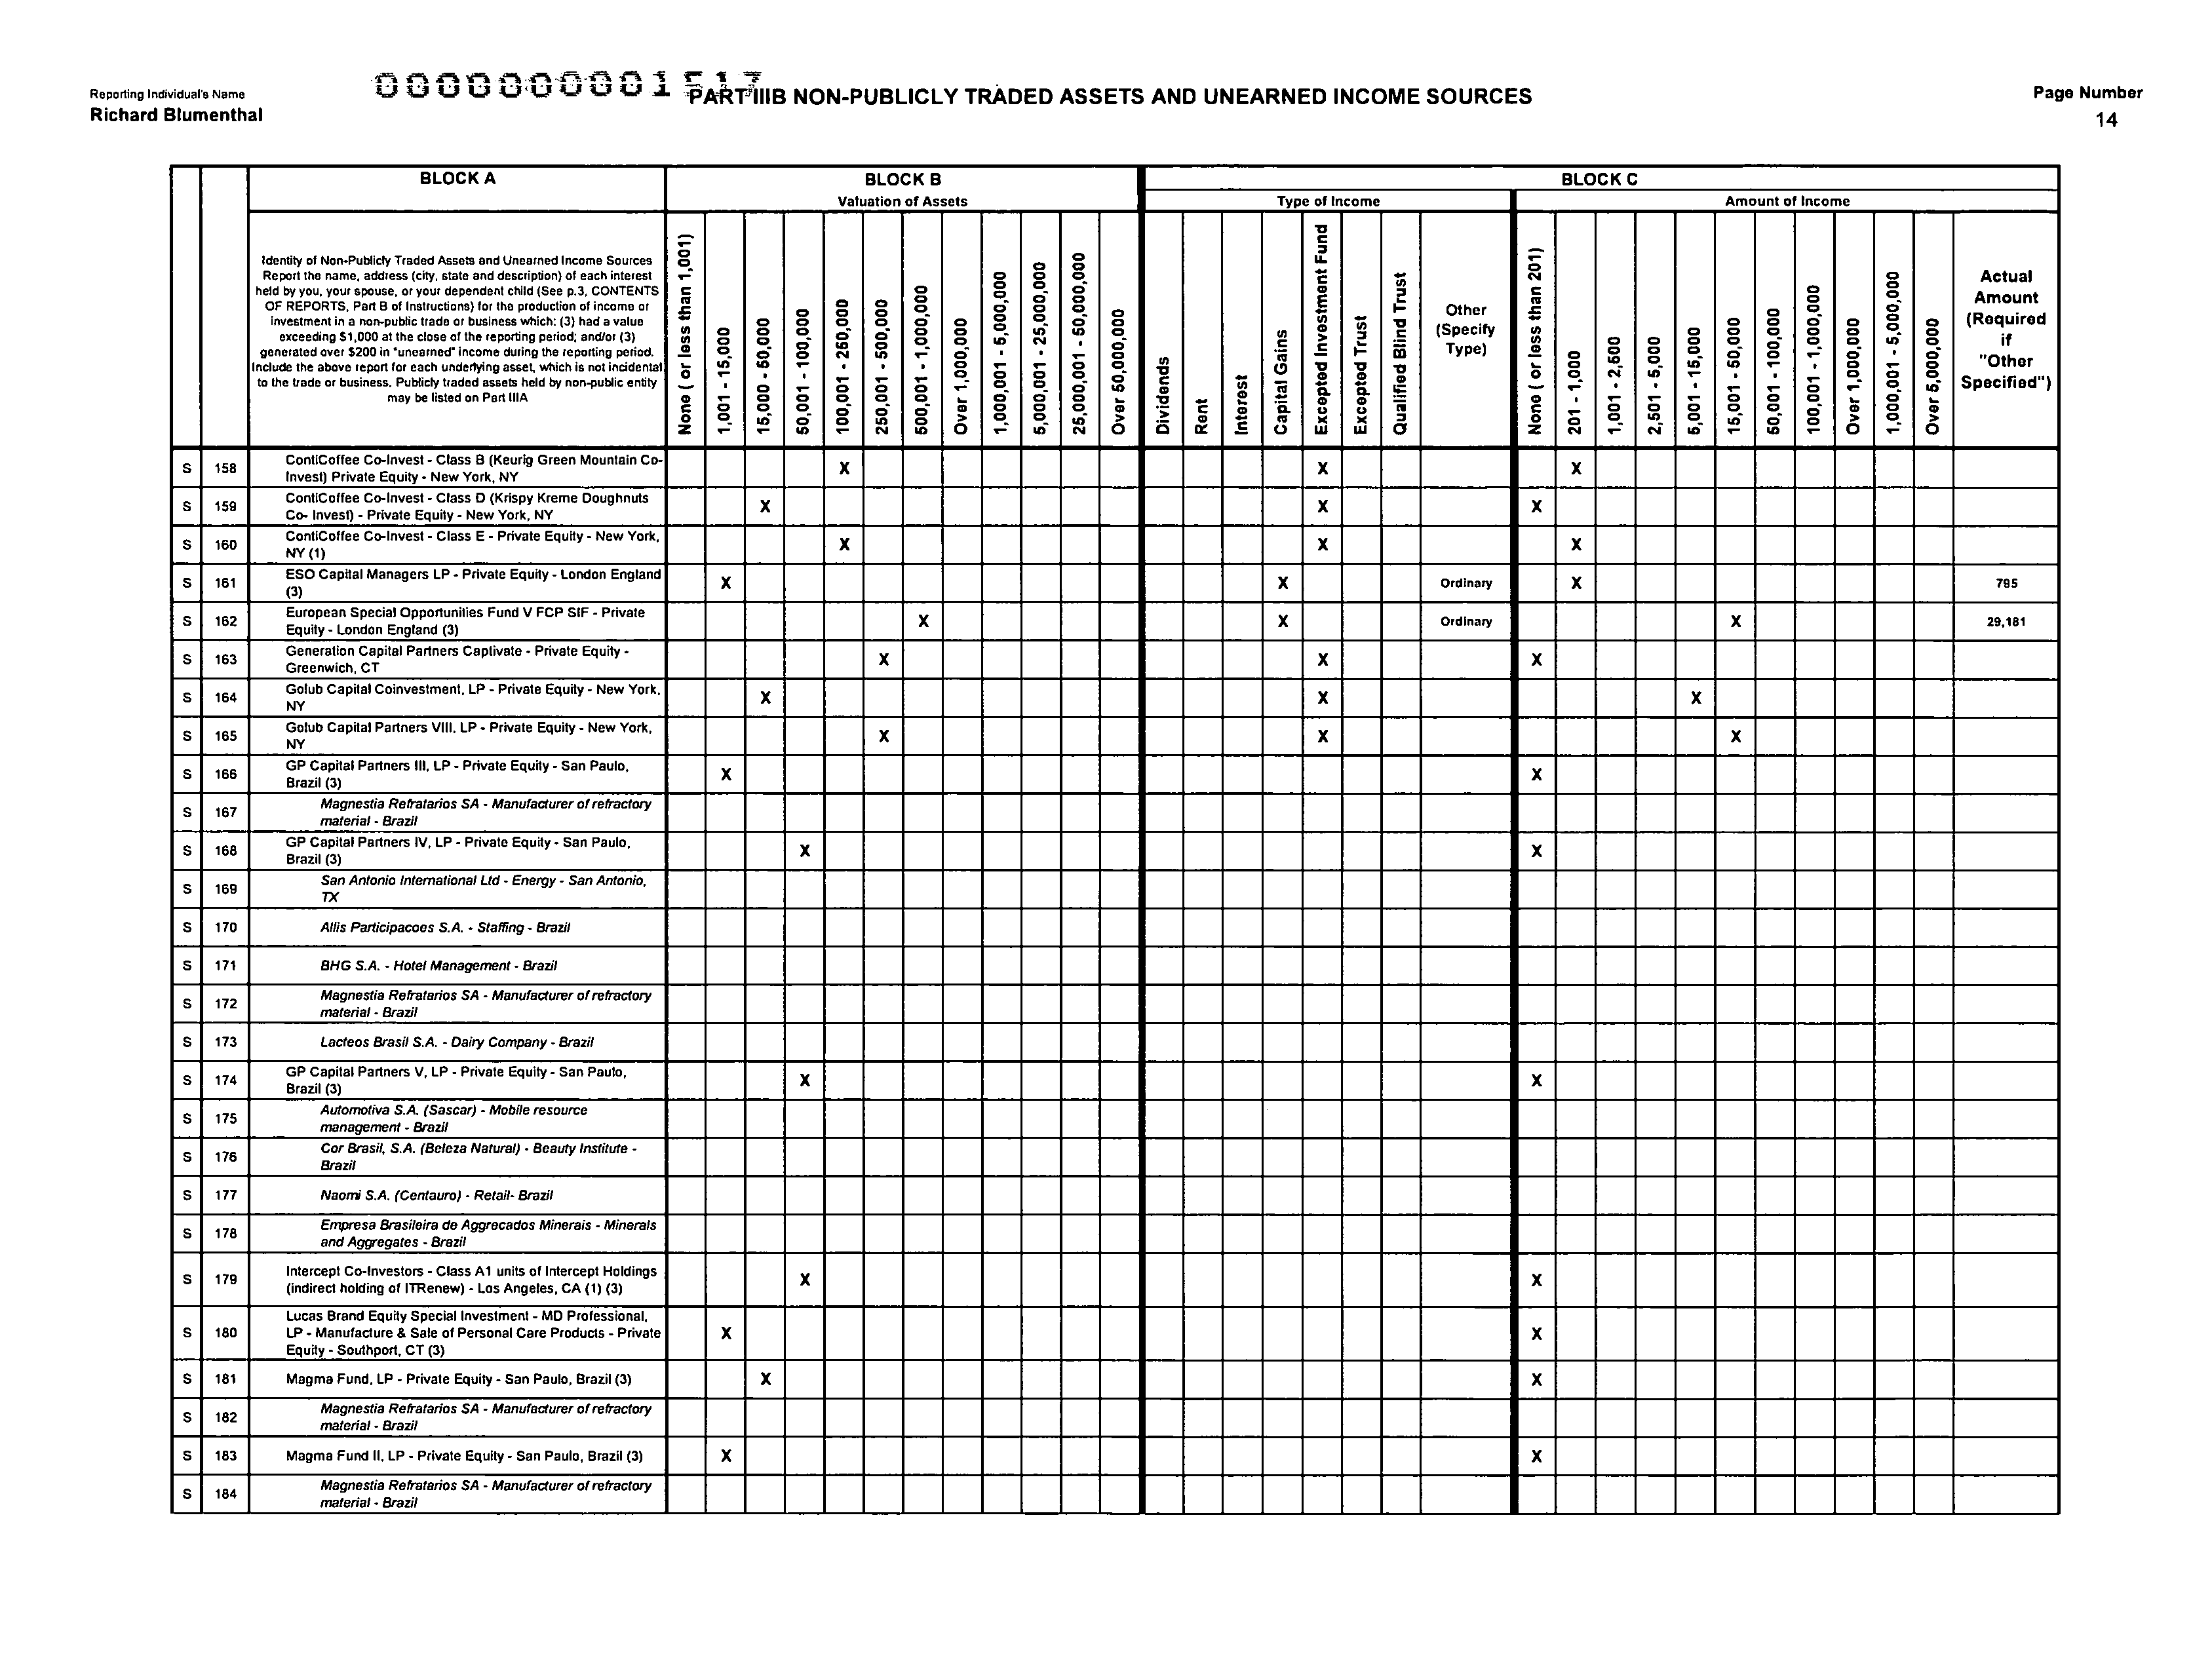 0000000001517
Reporting Individual's Name
Richard Blumenthal
PART IIIB NON-PUBLICLY TRADED ASSETS AND UNEARNED INCOME SOURCES
Page Number
14
BLOCK A
BLOCK B
BLOCK C
Valuation of Assets
Type of Income
Amount of Income
Identity of Non-Publicly Traded Assets and Unearned Income Sources
Report the name, address (city, state and description) of each interest
held by you, your spouse, or your dependent child (See p.3, CONTENTS
OF REPORTS, Part B of Instructions) for the production of income or
investment in a non-public trade or business which: (3) had a value
exceeding $1,000 at the close of the reporting period; and/or (3)
generated over $200 in "unearned" income during the reporting period.
Include the above report for each underlying asset, which is not incidental
to the trade or business. Publicly traded assets held by non-public entity
may be listed on Part IIIA
None ( or less than 1,001)
1,001 - 15,000
15,000 - 50,000
50,001 - 100,000
100,001 - 250,000
250,001 - 500,000
500,001 - 1,000,000
Over 1,000,000
1,000,001 - 5,000,000
5,000,001 - 25,000,000
25,000,001 - 50,000,000
Over 50,000,000
Dividends
Rent
Interest
Capital Gains
Excepted Investment Fund
Excepted Trust
Qualified Blind Trust
Other
(Specify
Type)
None ( or less than 201)
201 - 1,000
1,001 - 2,500
2,501 - 5,000
5,001 - 15,000
15,001 - 50,000
50,001 - 100,000
100,001 - 1,000,000
Over 1,000,000
1,000,001 - 5,000,000
Over 5,000,000
Actual
Amount
(Required
if
"Other
Specified")
S 158 ContiCoffee Co-Invest - Class B (Keurig Green Mountain Co-
Invest) Private Equity - New York, NY X X X
S 159 ContiCoffee Co-Invest - Class D (Krispy Kreme Doughnuts
Co- Invest) - Private Equity - New York, NY X X X
S 160 ContiCoffee Co-Invest - Class E - Private Equity - New York,
NY (1) X X X
S 161 ESO Capital Managers LP - Private Equity - London England
(3) X X Ordinary X 795
S 162 European Special Opportunities Fund V FCP SIF - Private
Equity - London England (3) X X Ordinary X 29,181
S 163 Generation Capital Partners Captivate - Private Equity -
Greenwich, CT X X X
S 164 Golub Capital Coinvestment, LP - Private Equity - New York,
NY X X X
S 165 Golub Capital Partners VIII, LP - Private Equity - New York,
NY X X X
S 166 GP Capital Partners III, LP - Private Equity - San Paulo,
Brazil (3) X X
S 167 Magnestia Refratarios SA - Manufacturer of refractory
material - Brazil
S 168 GP Capital Partners IV, LP - Private Equity - San Paulo,
Brazil (3) X X
S 169 San Antonio International Ltd - Energy - San Antonio,
TX
S 170 Allis Participacoes S.A. - Staffing - Brazil
S 171 BHG S.A. - Hotel Management - Brazil
S 172 Magnestia Refratarios SA - Manufacturer of refractory
material - Brazil
S 173 Lacteos Brasil S.A. - Dairy Company - Brazil
S 174 GP Capital Partners V, LP - Private Equity - San Paulo,
Brazil (3) X X
S 175 Automotiva S.A. (Sascar) - Mobile resource
management - Brazil
S 176 Cor Brasil, S.A. (Beleza Natural) - Beauty Institute -
Brazil
S 177 Naomi S.A. (Centauro) - Retail- Brazil
S 178 Empresa Brasileira de Aggrecados Minerais - Minerals
and Aggregates - Brazil
S 179 Intercept Co-Investors - Class A1 units of Intercept Holdings
(indirect holding of ITRenew) - Los Angeles, CA (1) (3) X X
S 180 Lucas Brand Equity Special Investment - MD Professional,
LP - Manufacture & Sale of Personal Care Products - Private
Equity - Southport, CT (3) X X
S 181 Magma Fund, LP - Private Equity - San Paulo, Brazil (3) X X
S 182 Magnestia Refratarios SA - Manufacturer of refractory
material - Brazil
S 183 Magma Fund II, LP - Private Equity - San Paulo, Brazil (3) X X
S 184 Magnestia Refratarios SA - Manufacturer of refractory
material - Brazil